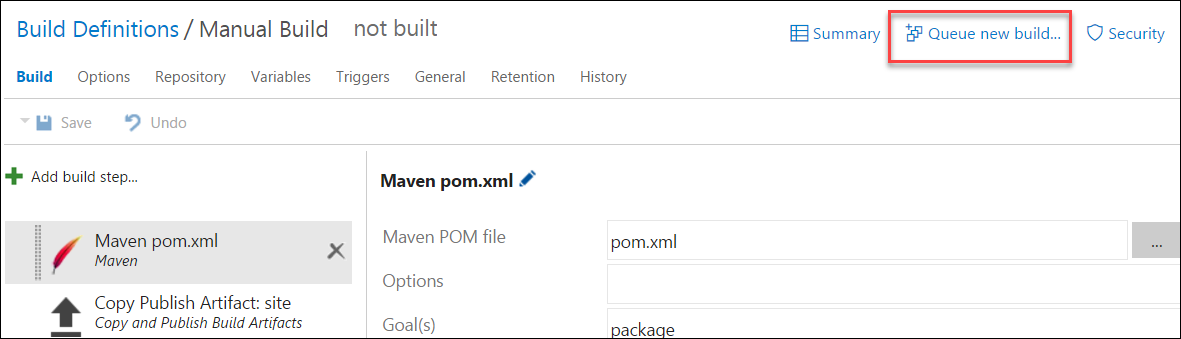 Build Definitions / Manual Build not built
Summary Queue new build... Security
Build Options Repository Variables Triggers General Retention History
Save Undo
Add build step...
Maven pom.xml
Maven
Copy Publish Artifact: site
Copy and Publish Build Artifacts
Maven pom.xml
Maven POM file pom.xml ...
Options
Goal(s) package